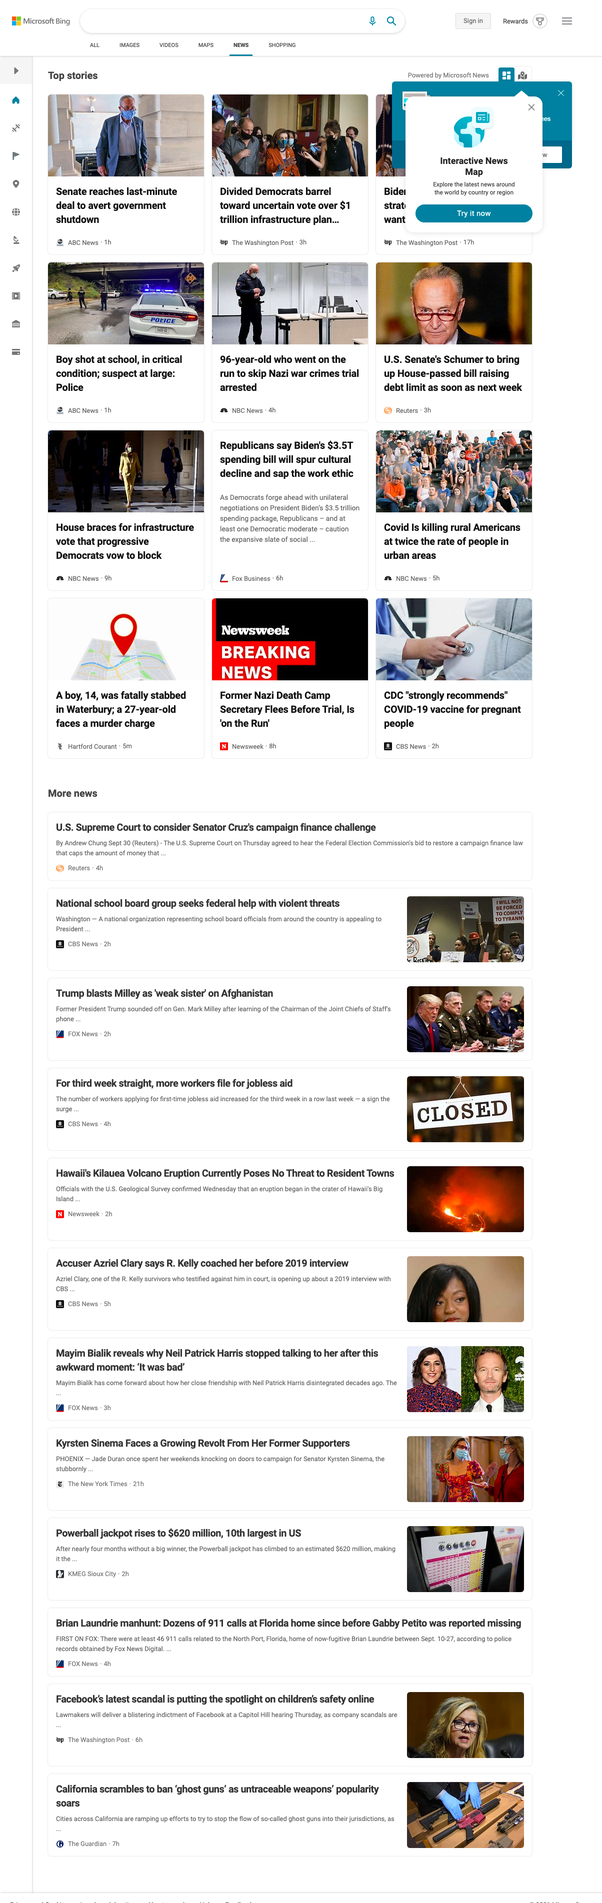 Microsoft Bing
Sign in
Rewards
ALL
IMAGES
VIDEOS
MAPS
NEWS
SHOPPING
Top stories
Powered by Microsoft News
Interactive News
Map
Explore the latest news around
the world by country or region
Try it now
Senate reaches last-minute
deal to avert government
shutdown
ABC News · 1h
Divided Democrats barrel
toward uncertain vote over $1
trillion infrastructure plan...
The Washington Post · 3h
Biden
want
The Washington Post · 17h
POLICE
Boy shot at school, in critical
condition; suspect at large:
Police
ABC News · 1h
96-year-old who went on the
run to skip Nazi war crimes trial
arrested
NBC News · 4h
U.S. Senate's Schumer to bring
up House-passed bill raising
debt limit as soon as next week
Reuters · 3h
House braces for infrastructure
vote that progressive
Democrats vow to block
NBC News · 9h
Republicans say Biden's $3.5T
spending bill will spur cultural
decline and sap the work ethic
As Democrats forge ahead with unilateral
negotiations on President Biden's $3.5 trillion
spending package, Republicans – and at
least one Democratic moderate – caution
the expansive slate of social ...
Fox Business · 6h
Covid Is killing rural Americans
at twice the rate of people in
urban areas
NBC News · 5h
A boy, 14, was fatally stabbed
in Waterbury; a 27-year-old
faces a murder charge
Hartford Courant · 5m
Newsweek
BREAKING
NEWS
Former Nazi Death Camp
Secretary Flees Before Trial, Is
'on the Run'
Newsweek · 8h
CDC "strongly recommends"
COVID-19 vaccine for pregnant
people
CBS News · 2h
More news
U.S. Supreme Court to consider Senator Cruz's campaign finance challenge
By Andrew Chung Sept 30 (Reuters) - The U.S. Supreme Court on Thursday agreed to hear the Federal Election Commission's bid to restore a campaign finance law
that caps the amount of money that ...
Reuters · 4h
National school board group seeks federal help with violent threats
Washington — A national organization representing school board officials from around the country is appealing to
President ...
CBS News · 2h
I WILL NOT
BE FORCED
TO COMPLY
TO TYRANNY
Trump blasts Milley as 'weak sister' on Afghanistan
Former President Trump sounded off on Gen. Mark Milley after learning of the Chairman of the Joint Chiefs of Staff's
phone ...
FOX News · 2h
For third week straight, more workers file for jobless aid
The number of workers applying for first-time jobless aid increased for the third week in a row last week — a sign the
surge ...
CBS News · 4h
CLOSED
Hawaii's Kilauea Volcano Eruption Currently Poses No Threat to Resident Towns
Officials with the U.S. Geological Survey confirmed Wednesday that an eruption began in the crater of Hawaii's Big
Island ...
Newsweek · 2h
Accuser Azriel Clary says R. Kelly coached her before 2019 interview
Azriel Clary, one of the R. Kelly survivors who testified against him in court, is opening up about a 2019 interview with
CBS ...
CBS News · 5h
Mayim Bialik reveals why Neil Patrick Harris stopped talking to her after this
awkward moment: 'It was bad'
Mayim Bialik has come forward about how her close friendship with Neil Patrick Harris disintegrated decades ago. The
...
FOX News · 3h
Kyrsten Sinema Faces a Growing Revolt From Her Former Supporters
PHOENIX — Jade Duran once spent her weekends knocking on doors to campaign for Senator Kyrsten Sinema, the
stubbornly ...
The New York Times · 21h
Powerball jackpot rises to $620 million, 10th largest in US
After nearly four months without a big winner, the Powerball jackpot has climbed to an estimated $620 million, making
it the ...
KMEG Sioux City · 2h
Brian Laundrie manhunt: Dozens of 911 calls at Florida home since before Gabby Petito was reported missing
FIRST ON FOX: There were at least 46 911 calls related to the North Port, Florida, home of now-fugitive Brian Laundrie between Sept. 10-27, according to police
records obtained by Fox News Digital. ...
FOX News · 4h
Facebook's latest scandal is putting the spotlight on children's safety online
Lawmakers will deliver a blistering indictment of Facebook at a Capitol Hill hearing Thursday, as company scandals are
...
The Washington Post · 6h
California scrambles to ban 'ghost guns' as untraceable weapons' popularity
soars
Cities across California are ramping up efforts to try to stop the flow of so-called ghost guns into their jurisdictions, as
...
The Guardian · 7h